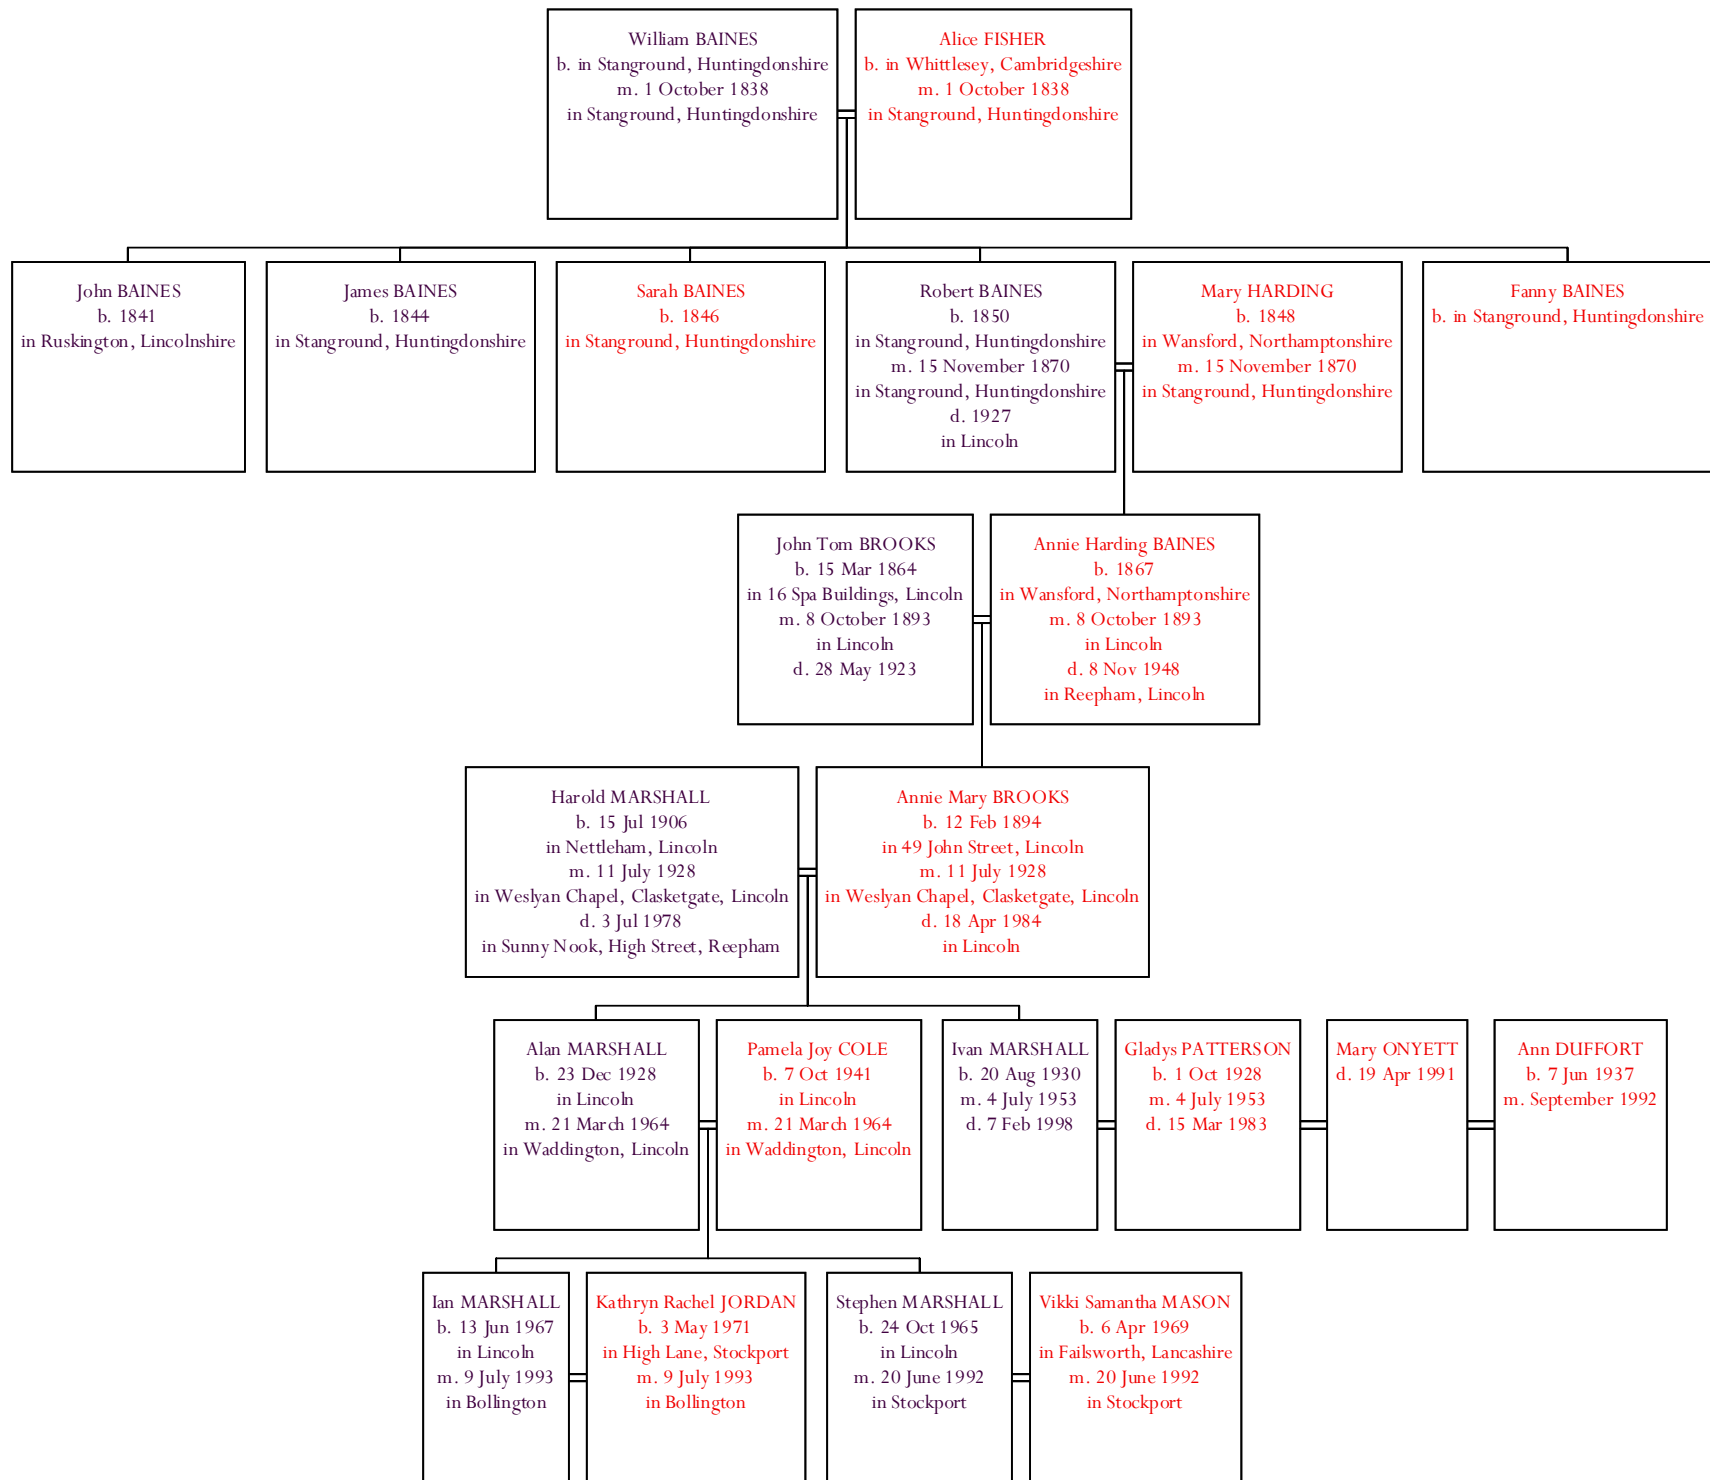 William BAINES
b. in Stanground, Huntingdonshire
m. 1 October 1838
in Stanground, Huntingdonshire
Alice FISHER
b. in Whittlesey, Cambridgeshire
m. 1 October 1838
in Stanground, Huntingdonshire
John BAINES
b. 1841
in Ruskington, Lincolnshire
James BAINES
b. 1844
in Stanground, Huntingdonshire
Sarah BAINES
b. 1846
in Stanground, Huntingdonshire
Robert BAINES
b. 1850
in Stanground, Huntingdonshire
m. 15 November 1870
in Stanground, Huntingdonshire
d. 1927
in Lincoln
Mary HARDING
b. 1848
in Wansford, Northamptonshire
m. 15 November 1870
in Stanground, Huntingdonshire
Fanny BAINES
b. in Stanground, Huntingdonshire
John Tom BROOKS
b. 15 Mar 1864
in 16 Spa Buildings, Lincoln
m. 8 October 1893
in Lincoln
d. 28 May 1923
Annie Harding BAINES
b. 1867
in Wansford, Northamptonshire
m. 8 October 1893
in Lincoln
d. 8 Nov 1948
in Reepham, Lincoln
Harold MARSHALL
b. 15 Jul 1906
in Nettleham, Lincoln
m. 11 July 1928
in Weslyan Chapel, Clasketgate, Lincoln
d. 3 Jul 1978
in Sunny Nook, High Street, Reepham
Annie Mary BROOKS
b. 12 Feb 1894
in 49 John Street, Lincoln
m. 11 July 1928
in Weslyan Chapel, Clasketgate, Lincoln
d. 18 Apr 1984
in Lincoln
Alan MARSHALL
b. 23 Dec 1928
in Lincoln
m. 21 March 1964
in Waddington, Lincoln
Pamela Joy COLE
b. 7 Oct 1941
in Lincoln
m. 21 March 1964
in Waddington, Lincoln
Ivan MARSHALL
b. 20 Aug 1930
m. 4 July 1953
d. 7 Feb 1998
Gladys PATTERSON
b. 1 Oct 1928
m. 4 July 1953
d. 15 Mar 1983
Mary ONYETT
d. 19 Apr 1991
Ann DUFFORT
b. 7 Jun 1937
m. September 1992
Ian MARSHALL
b. 13 Jun 1967
in Lincoln
m. 9 July 1993
in Bollington
Kathryn Rachel JORDAN
b. 3 May 1971
in High Lane, Stockport
m. 9 July 1993
in Bollington
Stephen MARSHALL
b. 24 Oct 1965
in Lincoln
m. 20 June 1992
in Stockport
Vikki Samantha MASON
b. 6 Apr 1969
in Failsworth, Lancashire
m. 20 June 1992
in Stockport